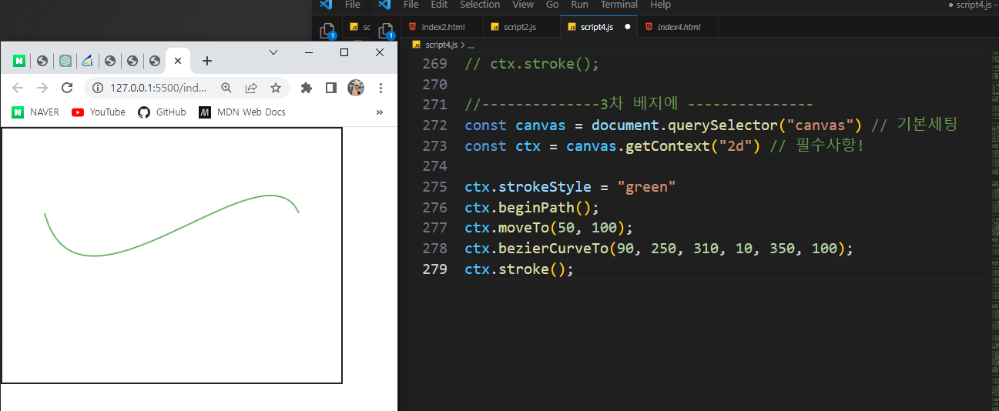 File
File Edit Selection View Go Run Terminal Help
● script4.js -
sc
index2.html script2.js script4.js ● index4.html
script4.js > ...
127.0.0.1:5500/ind...
NAVER YouTube GitHub MDN Web Docs »
269 // ctx.stroke();
270
271 //--------------3차 베지에 ---------------
272 const canvas = document.querySelector("canvas") // 기본세팅
273 const ctx = canvas.getContext("2d") // 필수사항!
274
275 ctx.strokeStyle = "green"
276 ctx.beginPath();
277 ctx.moveTo(50, 100);
278 ctx.bezierCurveTo(90, 250, 310, 10, 350, 100);
279 ctx.stroke();